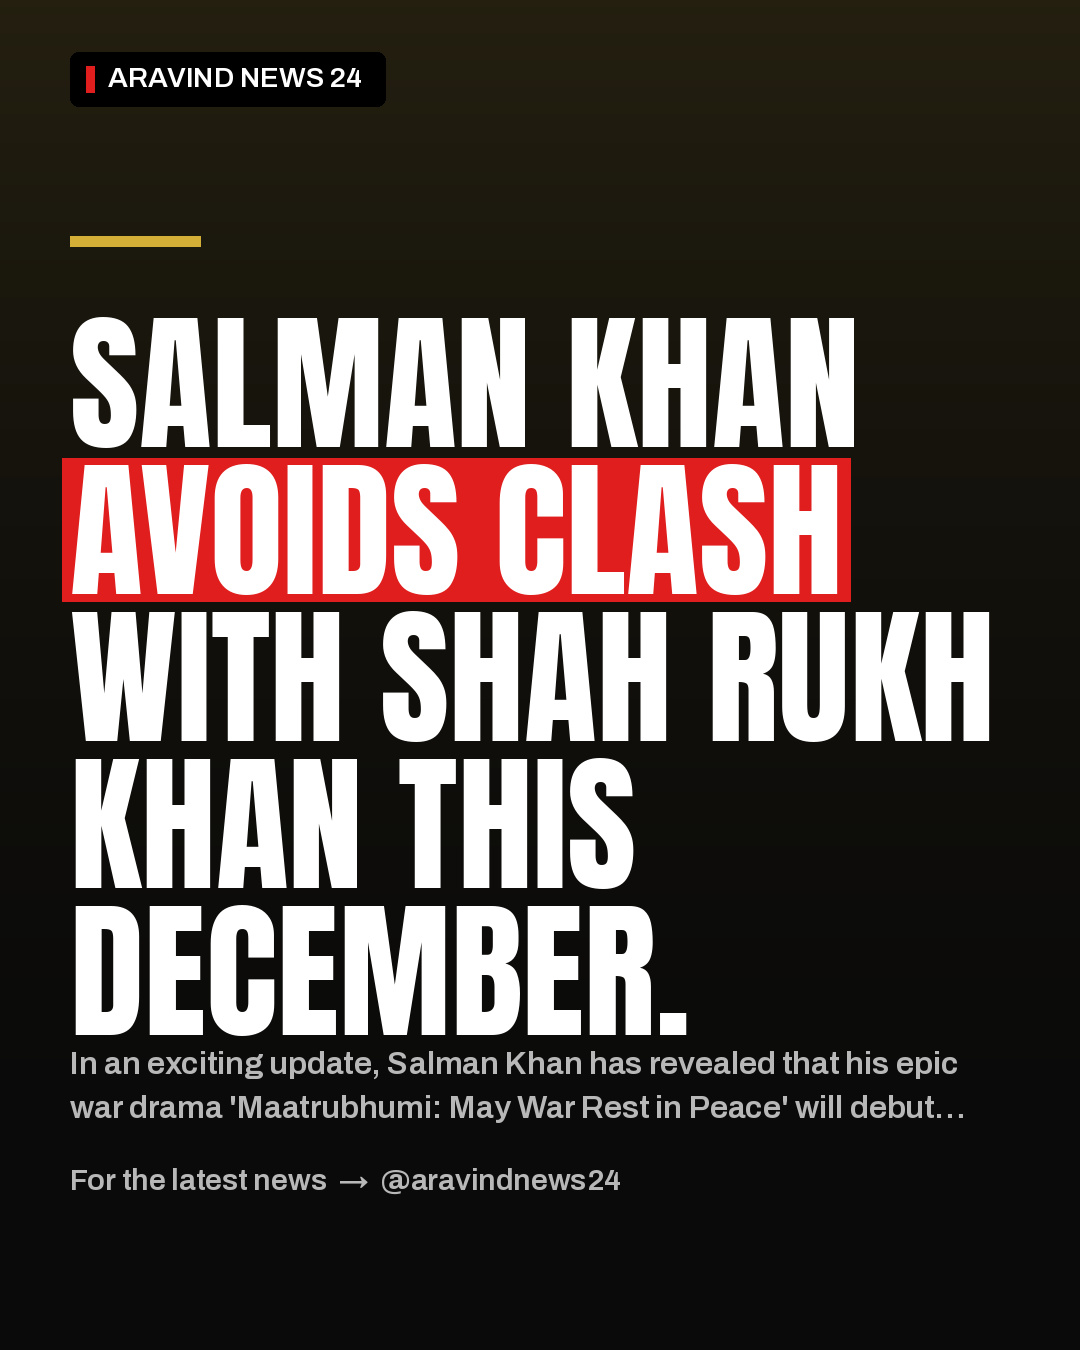 ARAVIND NEWS 24
SALMAN KHAN
AVOIDS CLASH
WITH SHAH RUKH
KHAN THIS
DECEMBER.
In an exciting update, Salman Khan has revealed that his epic
war drama 'Maatrubhumi: May War Rest in Peace' will debut...
For the latest news → @aravindnews24